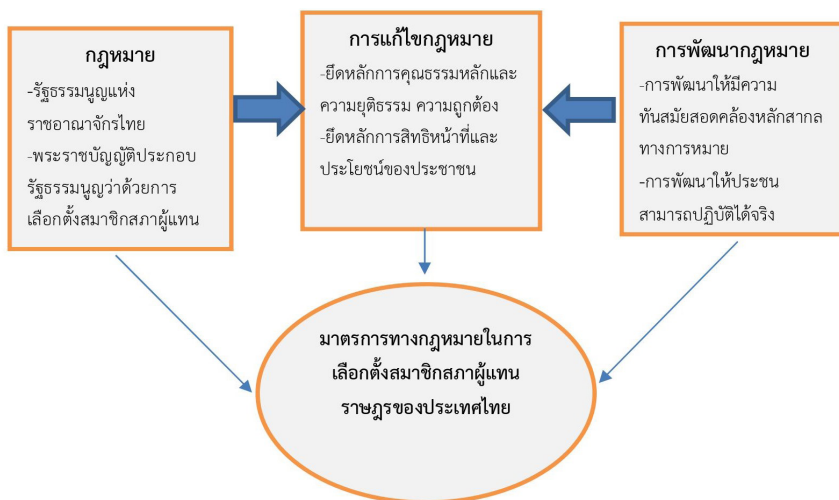 กฎหมาย
-รัฐธรรมนูญแห่ง
ราชอาณาจักรไทย
-พระราชบัญญัติประกอบ
รัฐธรรมนูญว่าด้วยการ
เลือกตั้งสมาชิกสภาผู้แทน
การแก้ไขกฎหมาย
-ยึดหลักการคุณธรรมหลักและ
ความยุติธรรม ความถูกต้อง
-ยึดหลักการสิทธิหน้าที่และ
ประโยชน์ของประชาชน
การพัฒนากฎหมาย
-การพัฒนาให้มีความ
ทันสมัยสอดคล้องหลักสากล
ทางการหมาย
-การพัฒนาให้ประชน
สามารถปฏิบัติได้จริง
มาตรการทางกฎหมายในการ
เลือกตั้งสมาชิกสภาผู้แทน
ราษฎรของประเทศไทย